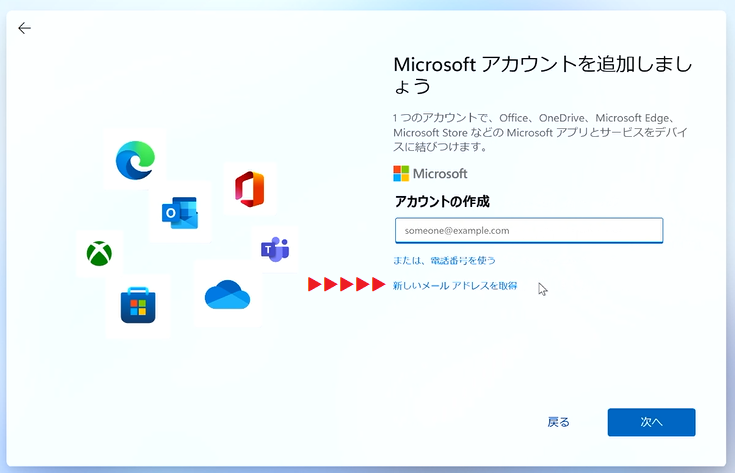 Microsoft アカウントを追加しまし
ょう
1 つのアカウントで、Office、OneDrive、Microsoft Edge、
Microsoft Store などの Microsoft アプリとサービスをデバイ
スに結びつけます。
Microsoft
アカウントの作成
someone@example.com
または、電話番号を使う
新しいメール アドレスを取得
戻る
次へ